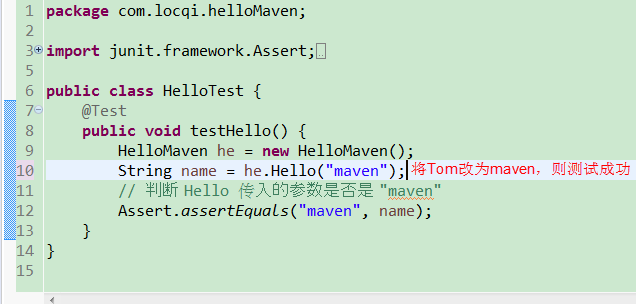 1 package com.locqi.helloMaven;
2
3 import junit.framework.Assert;
5
6 public class HelloTest {
7 @Test
8 public void testHello() {
9 HelloMaven he = new HelloMaven();
10 String name = he.Hello("maven"); 将Tom改为maven，则测试成功
11 // 判断 Hello 传入的参数是否是 "maven"
12 Assert.assertEquals("maven", name);
13 }
14 }
15